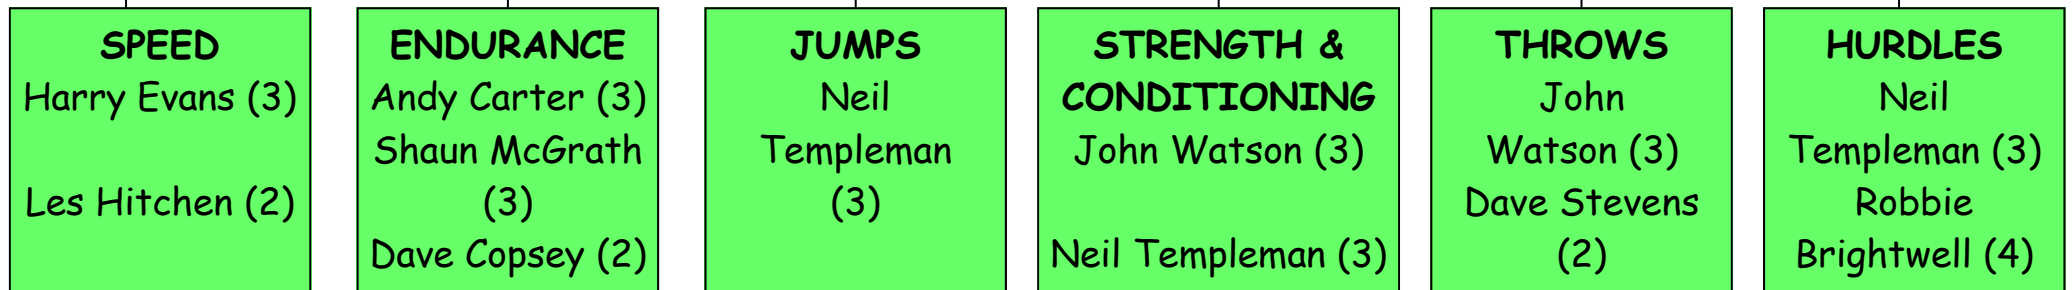 SPEED
Harry Evans (3)
Les Hitchen (2)
ENDURANCE
Andy Carter (3)
Shaun McGrath
(3)
Dave Copsey (2)
JUMPS
Neil
Templeman
(3)
STRENGTH &
CONDITIONING
John Watson (3)
Neil Templeman (3)
THROWS
John
Watson (3)
Dave Stevens
(2)
HURDLES
Neil
Templeman (3)
Robbie
Brightwell (4)